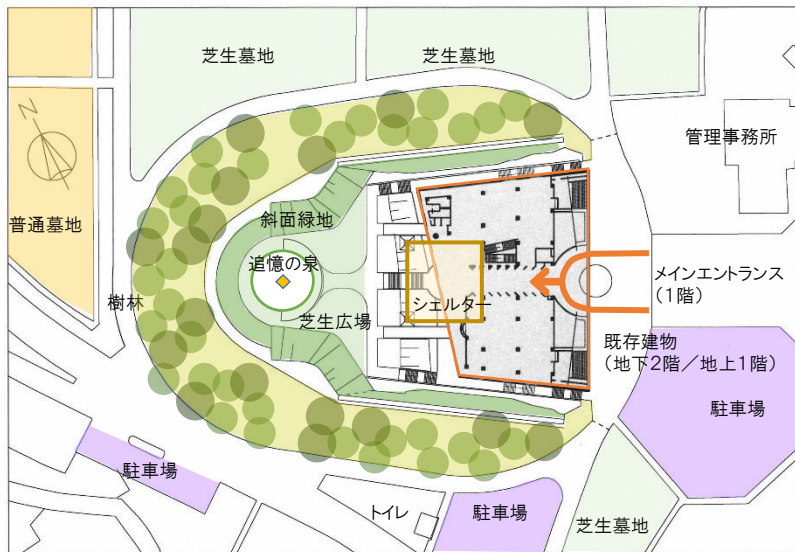 芝生墓地
芝生墓地
N
管理事務所
普通墓地
斜面緑地
追憶の泉
メインエントランス
(1階)
樹林
シェルター
芝生広場
既存建物
(地下2階/地上1階)
駐車場
駐車場
トイレ
駐車場
芝生墓地